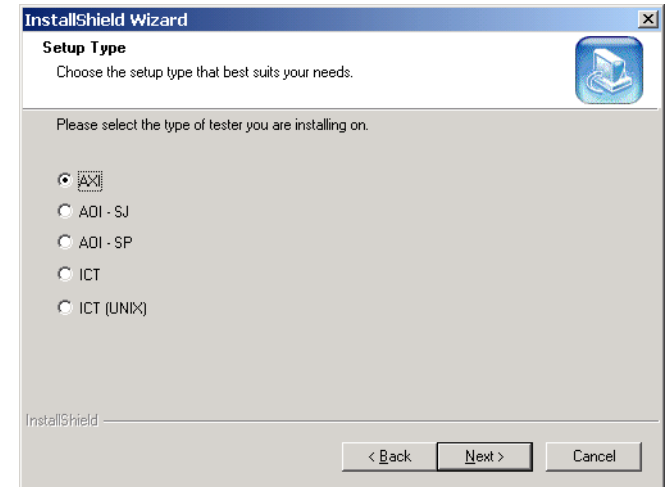 InstallShield Wizard
Setup Type
Choose the setup type that best suits your needs.
Please select the type of tester you are installing on.
AXI
AOI - SJ
AOI - SP
ICT
ICT (UNIX)
InstallShield
< Back Next > Cancel